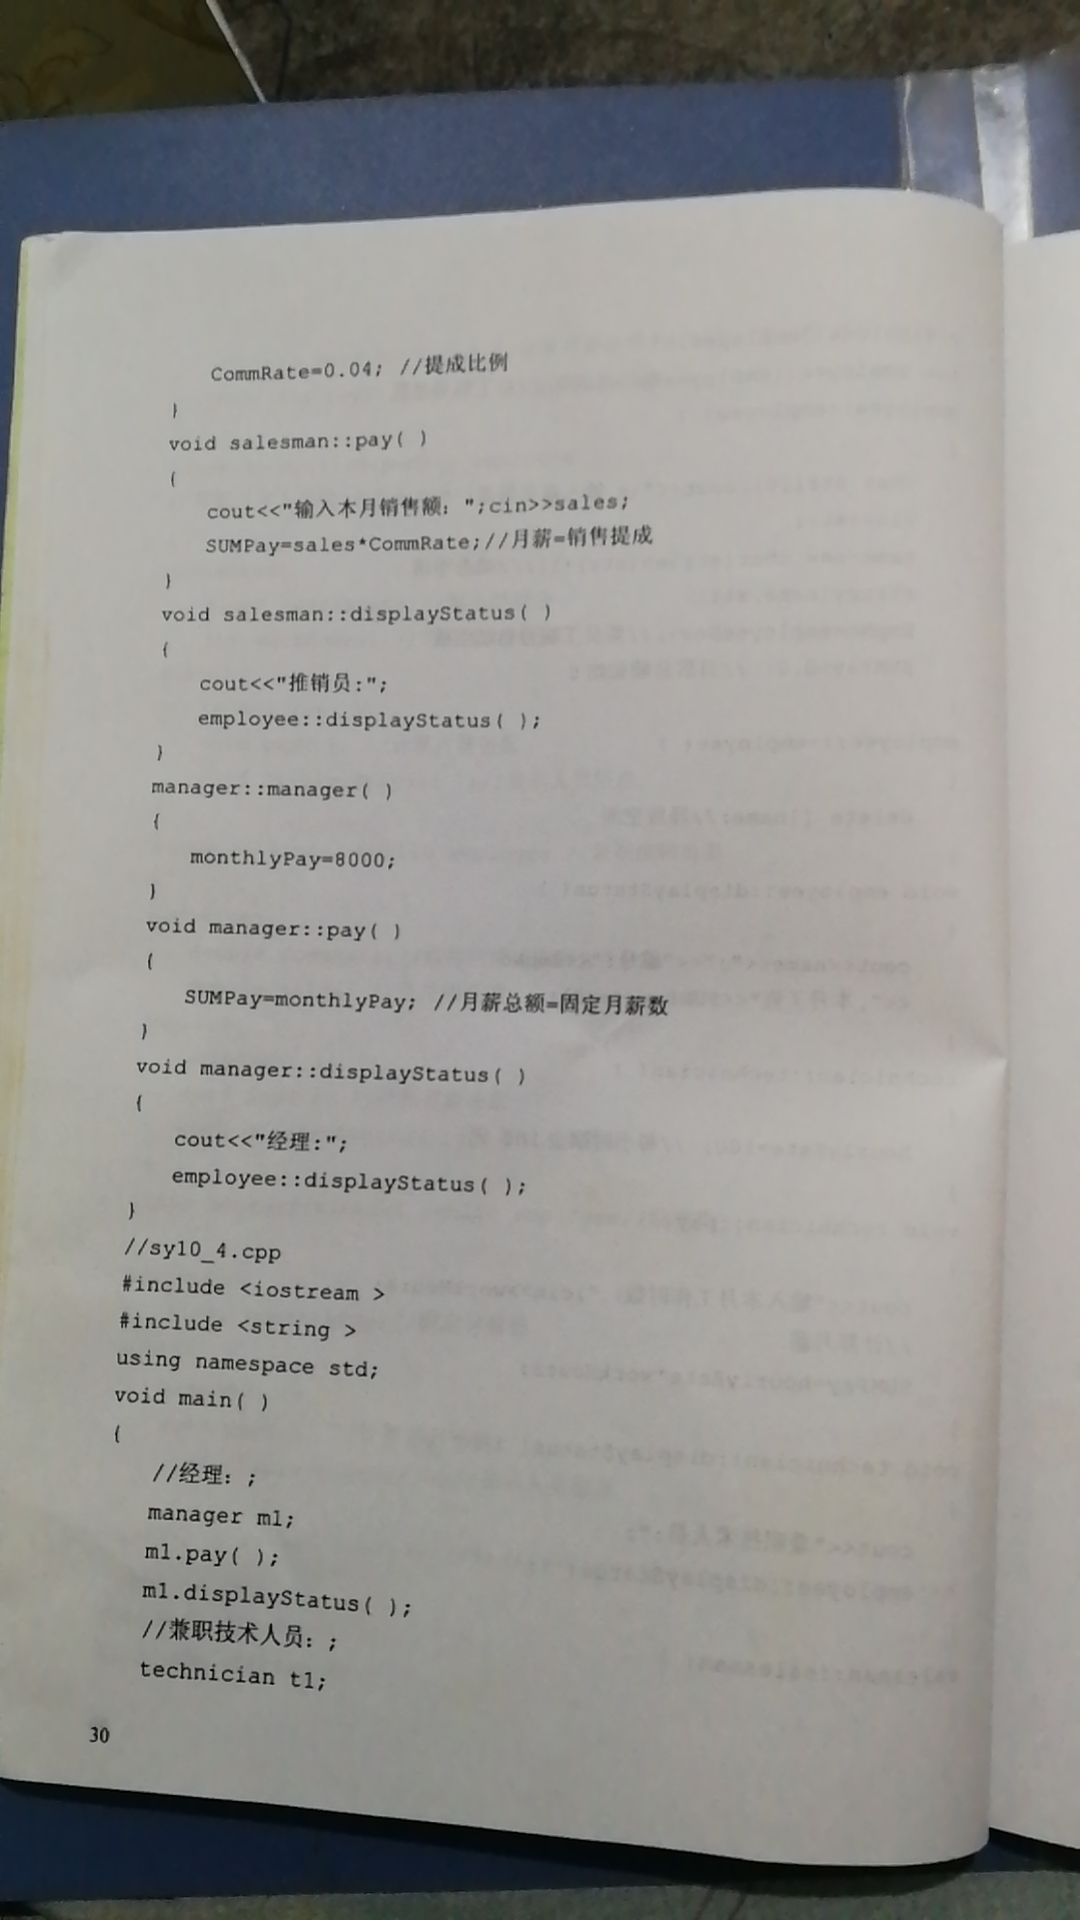 CommRate=0.04; //提成比例
}
void salesman::pay( )
{
cout<<"输入本月销售额: ";cin>>sales;
SUMPay=sales*CommRate;//月薪=销售提成
}
void salesman::displayStatus( )
{
cout<<"推销员:";
employee::displayStatus( );
}
manager::manager( )
{
monthlyPay=8000;
}
void manager::pay( )
{
SUMPay=monthlyPay; //月薪总额=固定月薪数
}
void manager::displayStatus( )
{
cout<<"经理:";
employee::displayStatus( );
}
//sy10_4.cpp
#include <iostream >
#include <string >
using namespace std;
void main( )
{
//经理: ;
manager m1;
m1.pay( );
m1.displayStatus( );
//兼职技术人员: ;
technician t1;
30